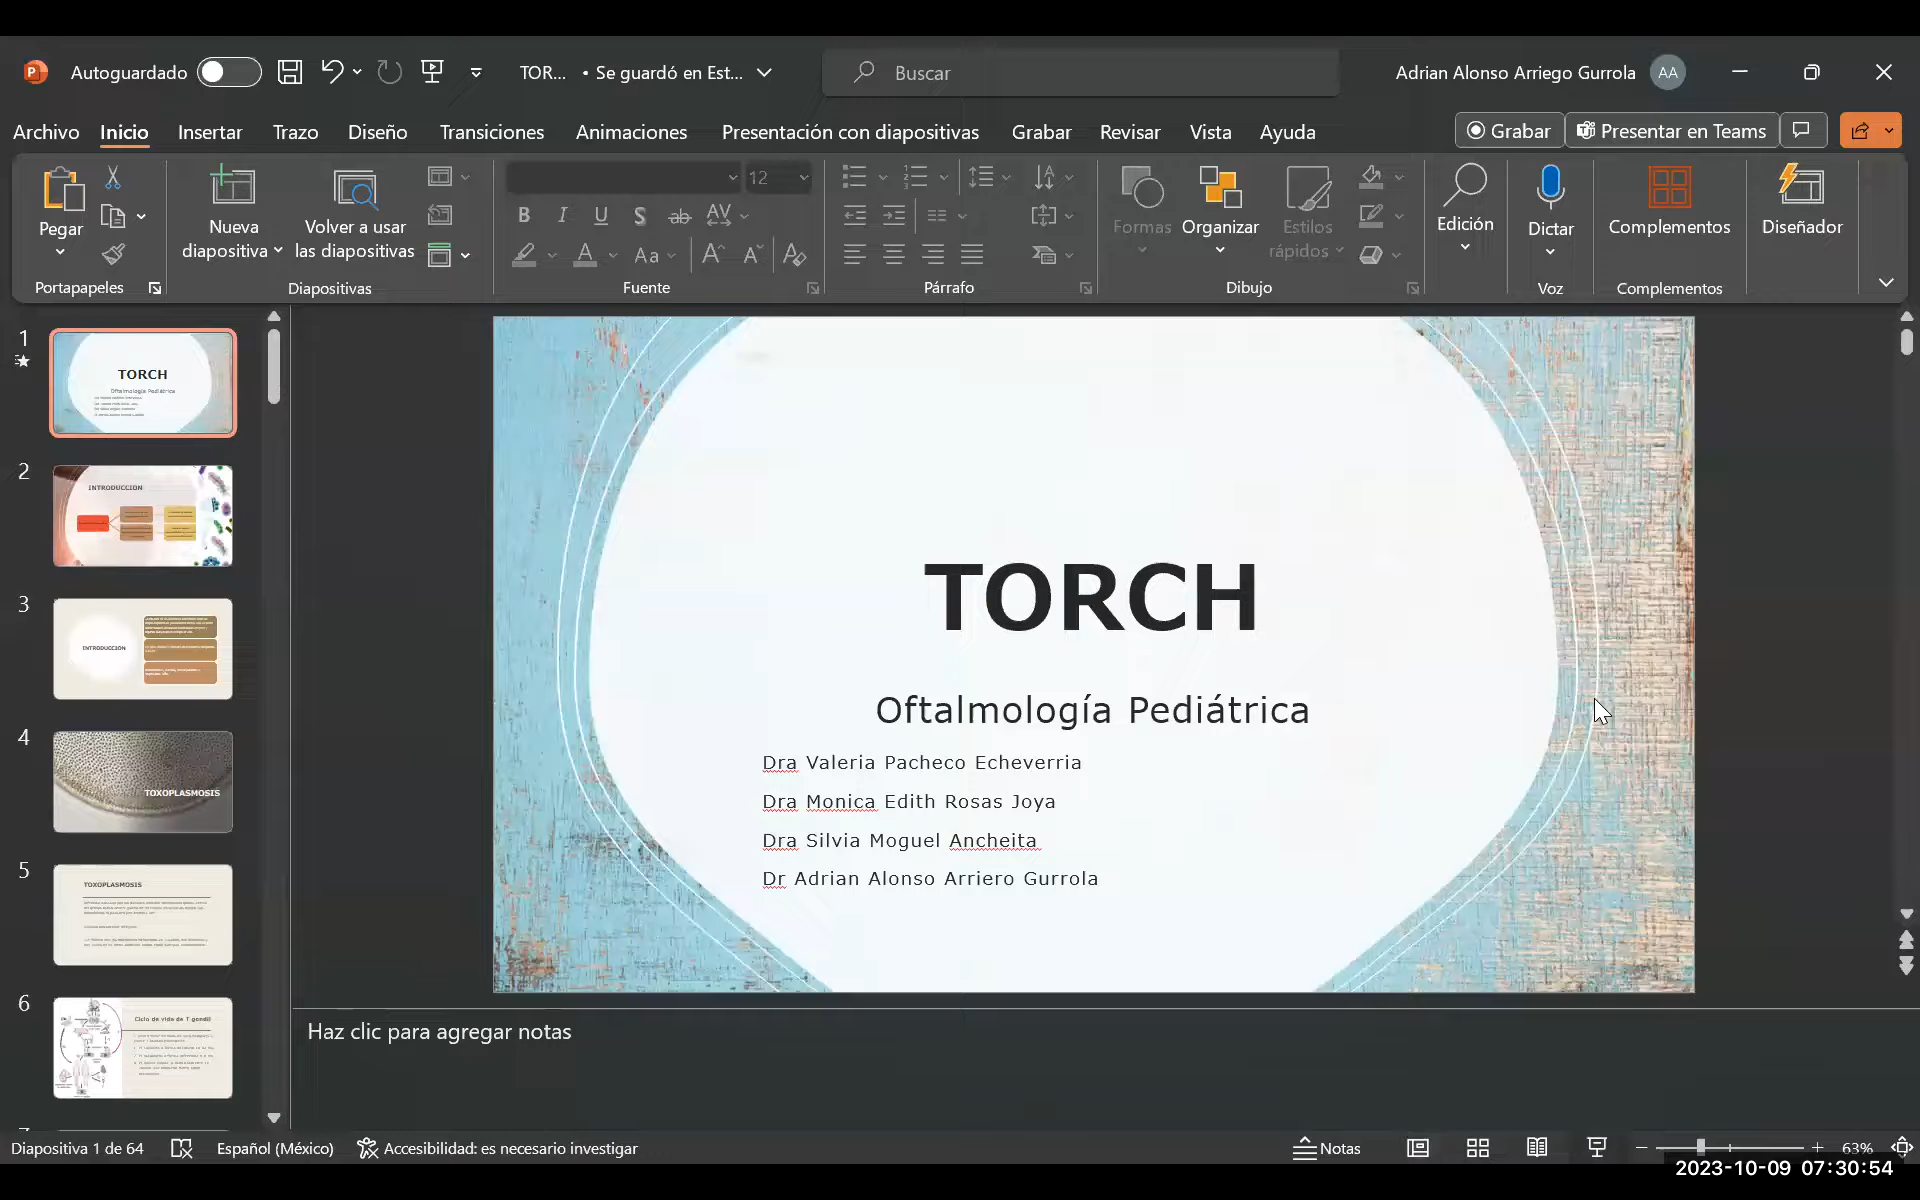 Autoguardado
TOR... • Se guardó en Est...
Buscar
Adrian Alonso Arriego Gurrola
AA
Archivo Inicio Insertar Trazo Diseño Transiciones Animaciones Presentación con diapositivas Grabar Revisar Vista Ayuda
Grabar
Presentar en Teams
Pegar
Portapapeles
Nueva diapositiva
Volver a usar las diapositivas
Diapositivas
12
Fuente
Párrafo
Formas
Organizar
Estilos rápidos
Dibujo
Edición
Dictar
Voz
Complementos
Complementos
Diseñador
1
TORCH
Oftalmología Pediátrica
2
INTRODUCCION
3
INTRODUCCION
4
TOXOPLASMOSIS
5
TOXOPLASMOSIS
6
Ciclo de vida de T gondii
TORCH
Oftalmología Pediátrica
Dra Valeria Pacheco Echeverria
Dra Monica Edith Rosas Joya
Dra Silvia Moguel Ancheita
Dr Adrian Alonso Arriero Gurrola
Haz clic para agregar notas
Diapositiva 1 de 64
Español (México)
Accesibilidad: es necesario investigar
Notas
63%
2023-10-09 07:30:54